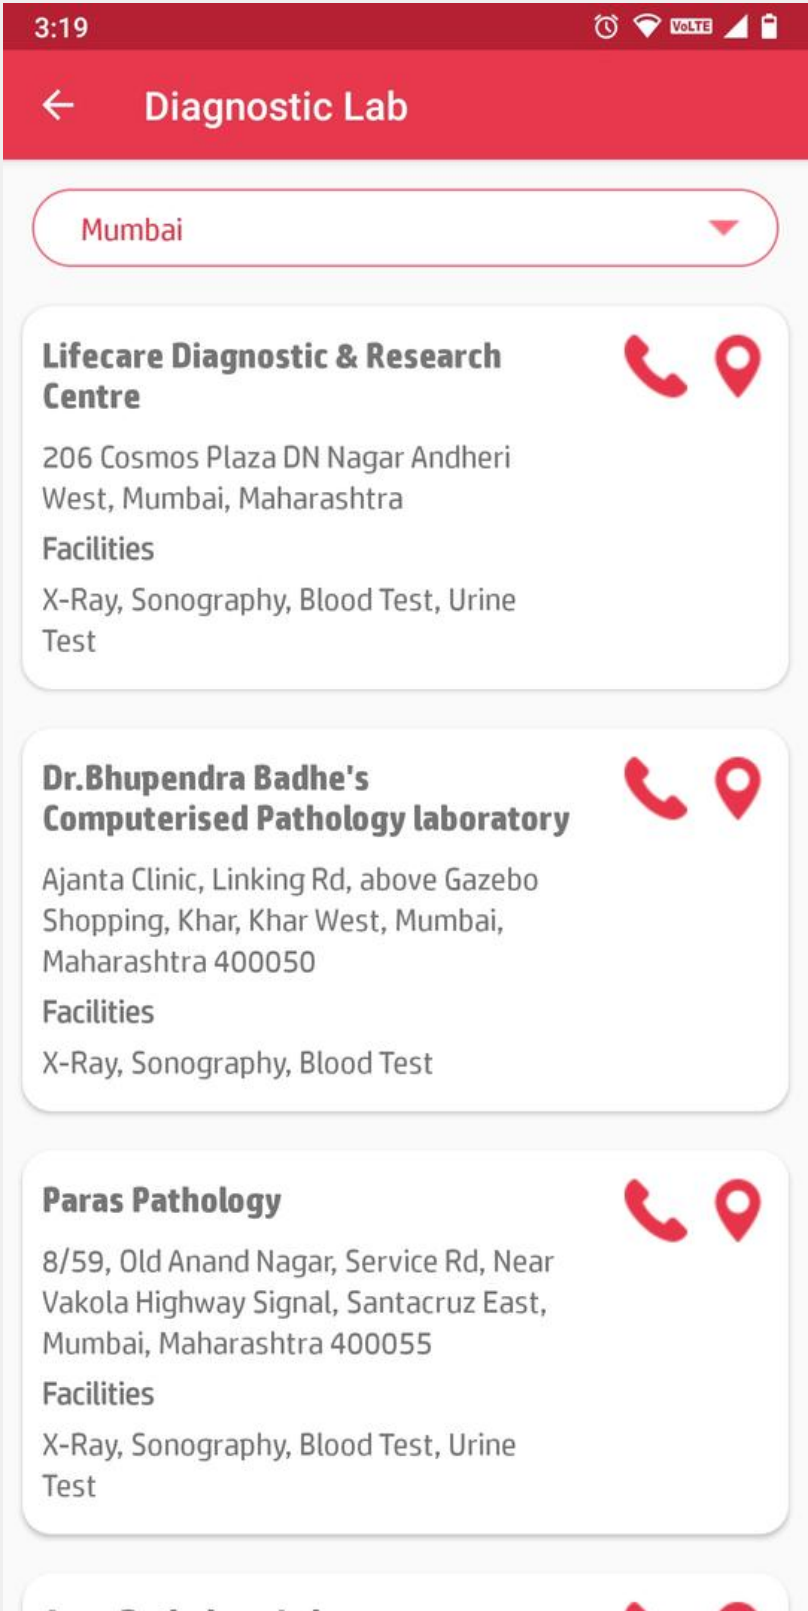 3:19
VoLTE
Diagnostic Lab
Mumbai
Lifecare Diagnostic & Research
Centre
206 Cosmos Plaza DN Nagar Andheri
West, Mumbai, Maharashtra
Facilities
X-Ray, Sonography, Blood Test, Urine
Test
Dr.Bhupendra Badhe's
Computerised Pathology laboratory
Ajanta Clinic, Linking Rd, above Gazebo
Shopping, Khar, Khar West, Mumbai,
Maharashtra 400050
Facilities
X-Ray, Sonography, Blood Test
Paras Pathology
8/59, Old Anand Nagar, Service Rd, Near
Vakola Highway Signal, Santacruz East,
Mumbai, Maharashtra 400055
Facilities
X-Ray, Sonography, Blood Test, Urine
Test